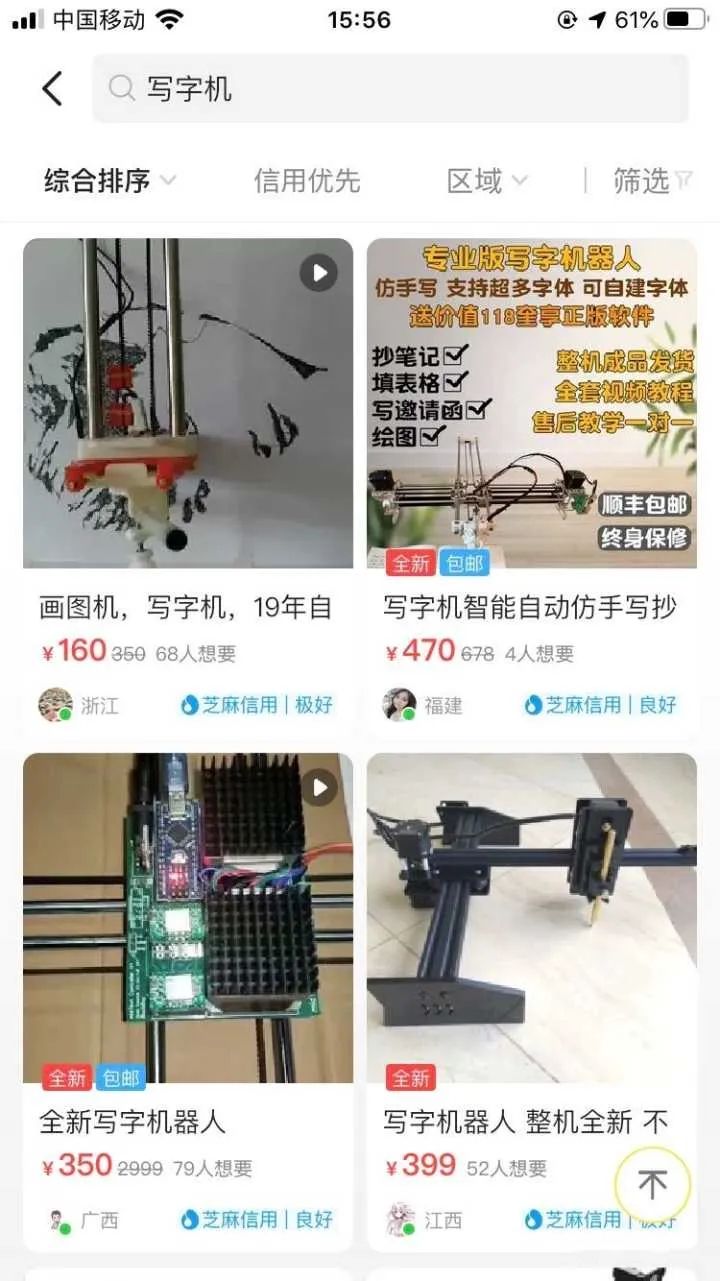 中国移动
15:56
61%
写字机
综合排序
信用优先
区域
筛选
专业版写字机器人
仿手写 支持超多字体 可自建字体
送价值118奎享正版软件
抄笔记
填表格
写邀请函
绘图
整机成品发货
全套视频教程
售后教学一对一
顺丰包邮
终身保修
全新 包邮
画图机，写字机，19年自
¥160 350 68人想要
浙江 芝麻信用 | 极好
写字机智能自动仿手写抄
¥470 678 4人想要
福建 芝麻信用 | 良好
全新 包邮
全新写字机器人
¥350 2999 79人想要
广西 芝麻信用 | 良好
全新
写字机器人 整机全新 不
¥399 52人想要
江西 芝麻信用 | 极好